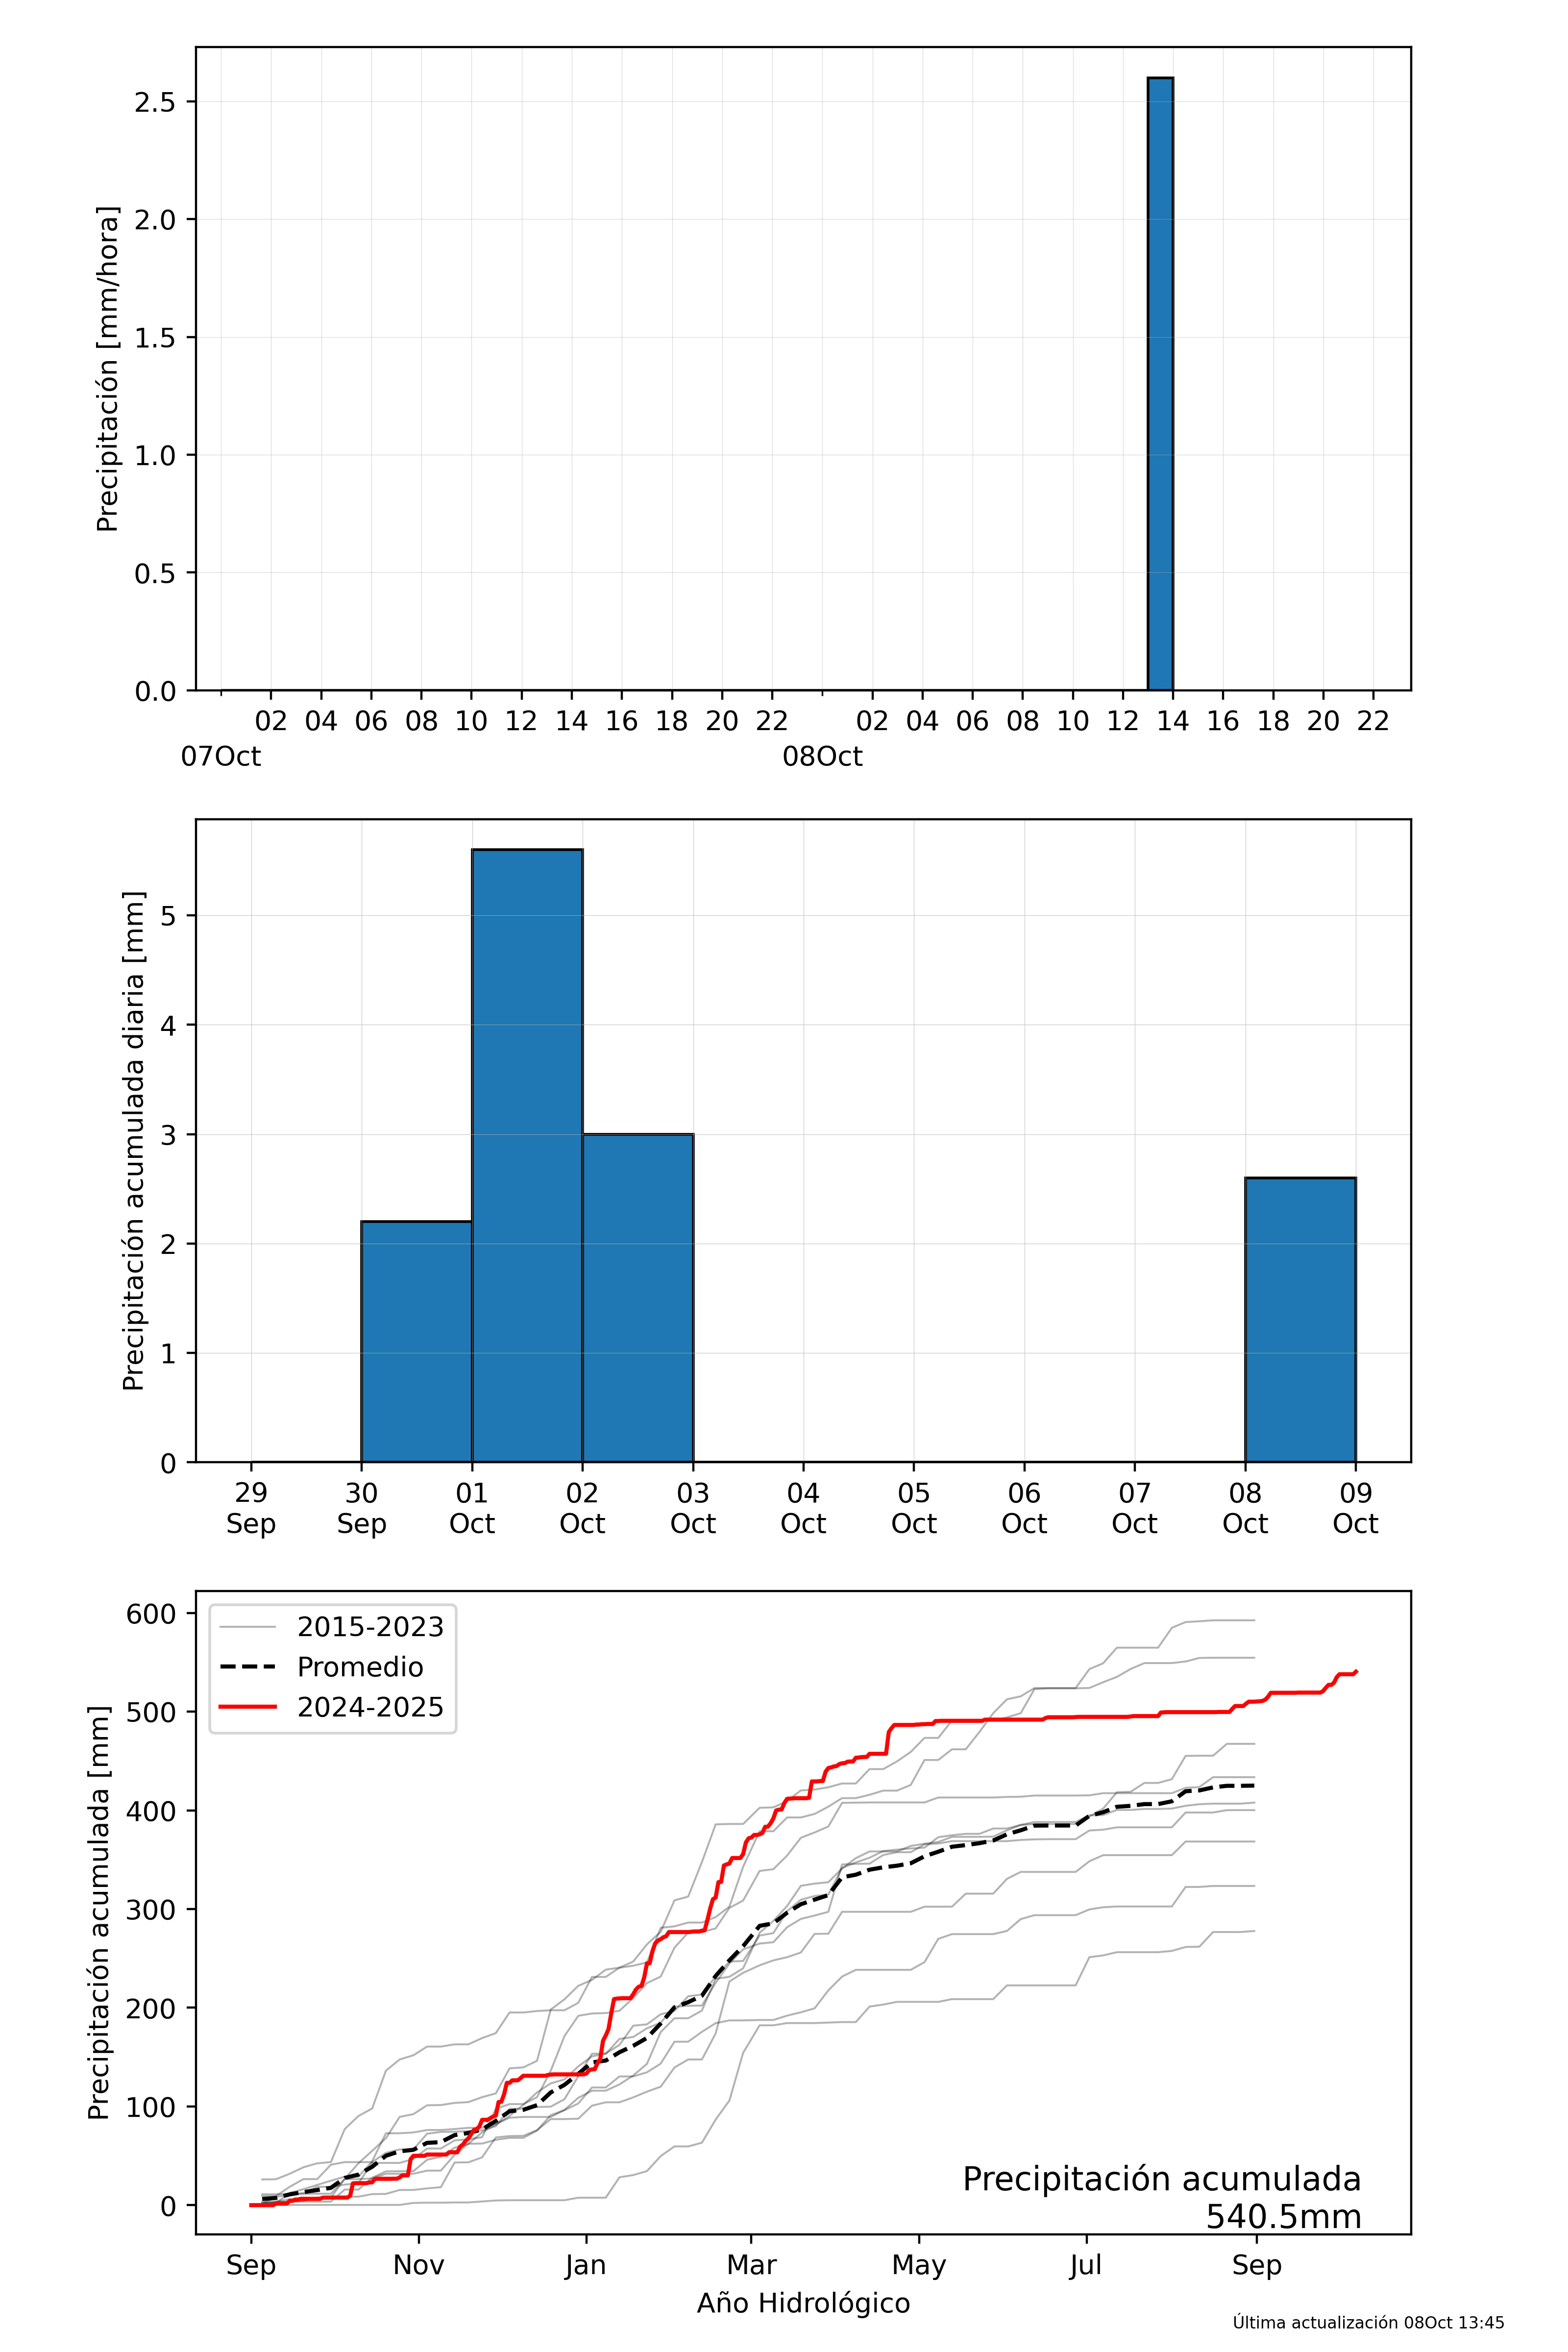 Precipitación [mm/hora]
2.5
2.0
1.5
1.0
0.5
0.0
02 04 06 08 10 12 14 16 18 20 22 02 04 06 08 10 12 14 16 18 20 22
07Oct 08Oct
Precipitación acumulada diaria [mm]
5
4
3
2
1
0
29 30 01 02 03 04 05 06 07 08 09
Sep Sep Oct Oct Oct Oct Oct Oct Oct Oct Oct
Precipitación acumulada [mm]
600
500
400
300
200
100
0
2015-2023
Promedio
2024-2025
Precipitación acumulada
540.5mm
Sep Nov Jan Mar May Jul Sep
Año Hidrológico
Última actualización 08Oct 13:45